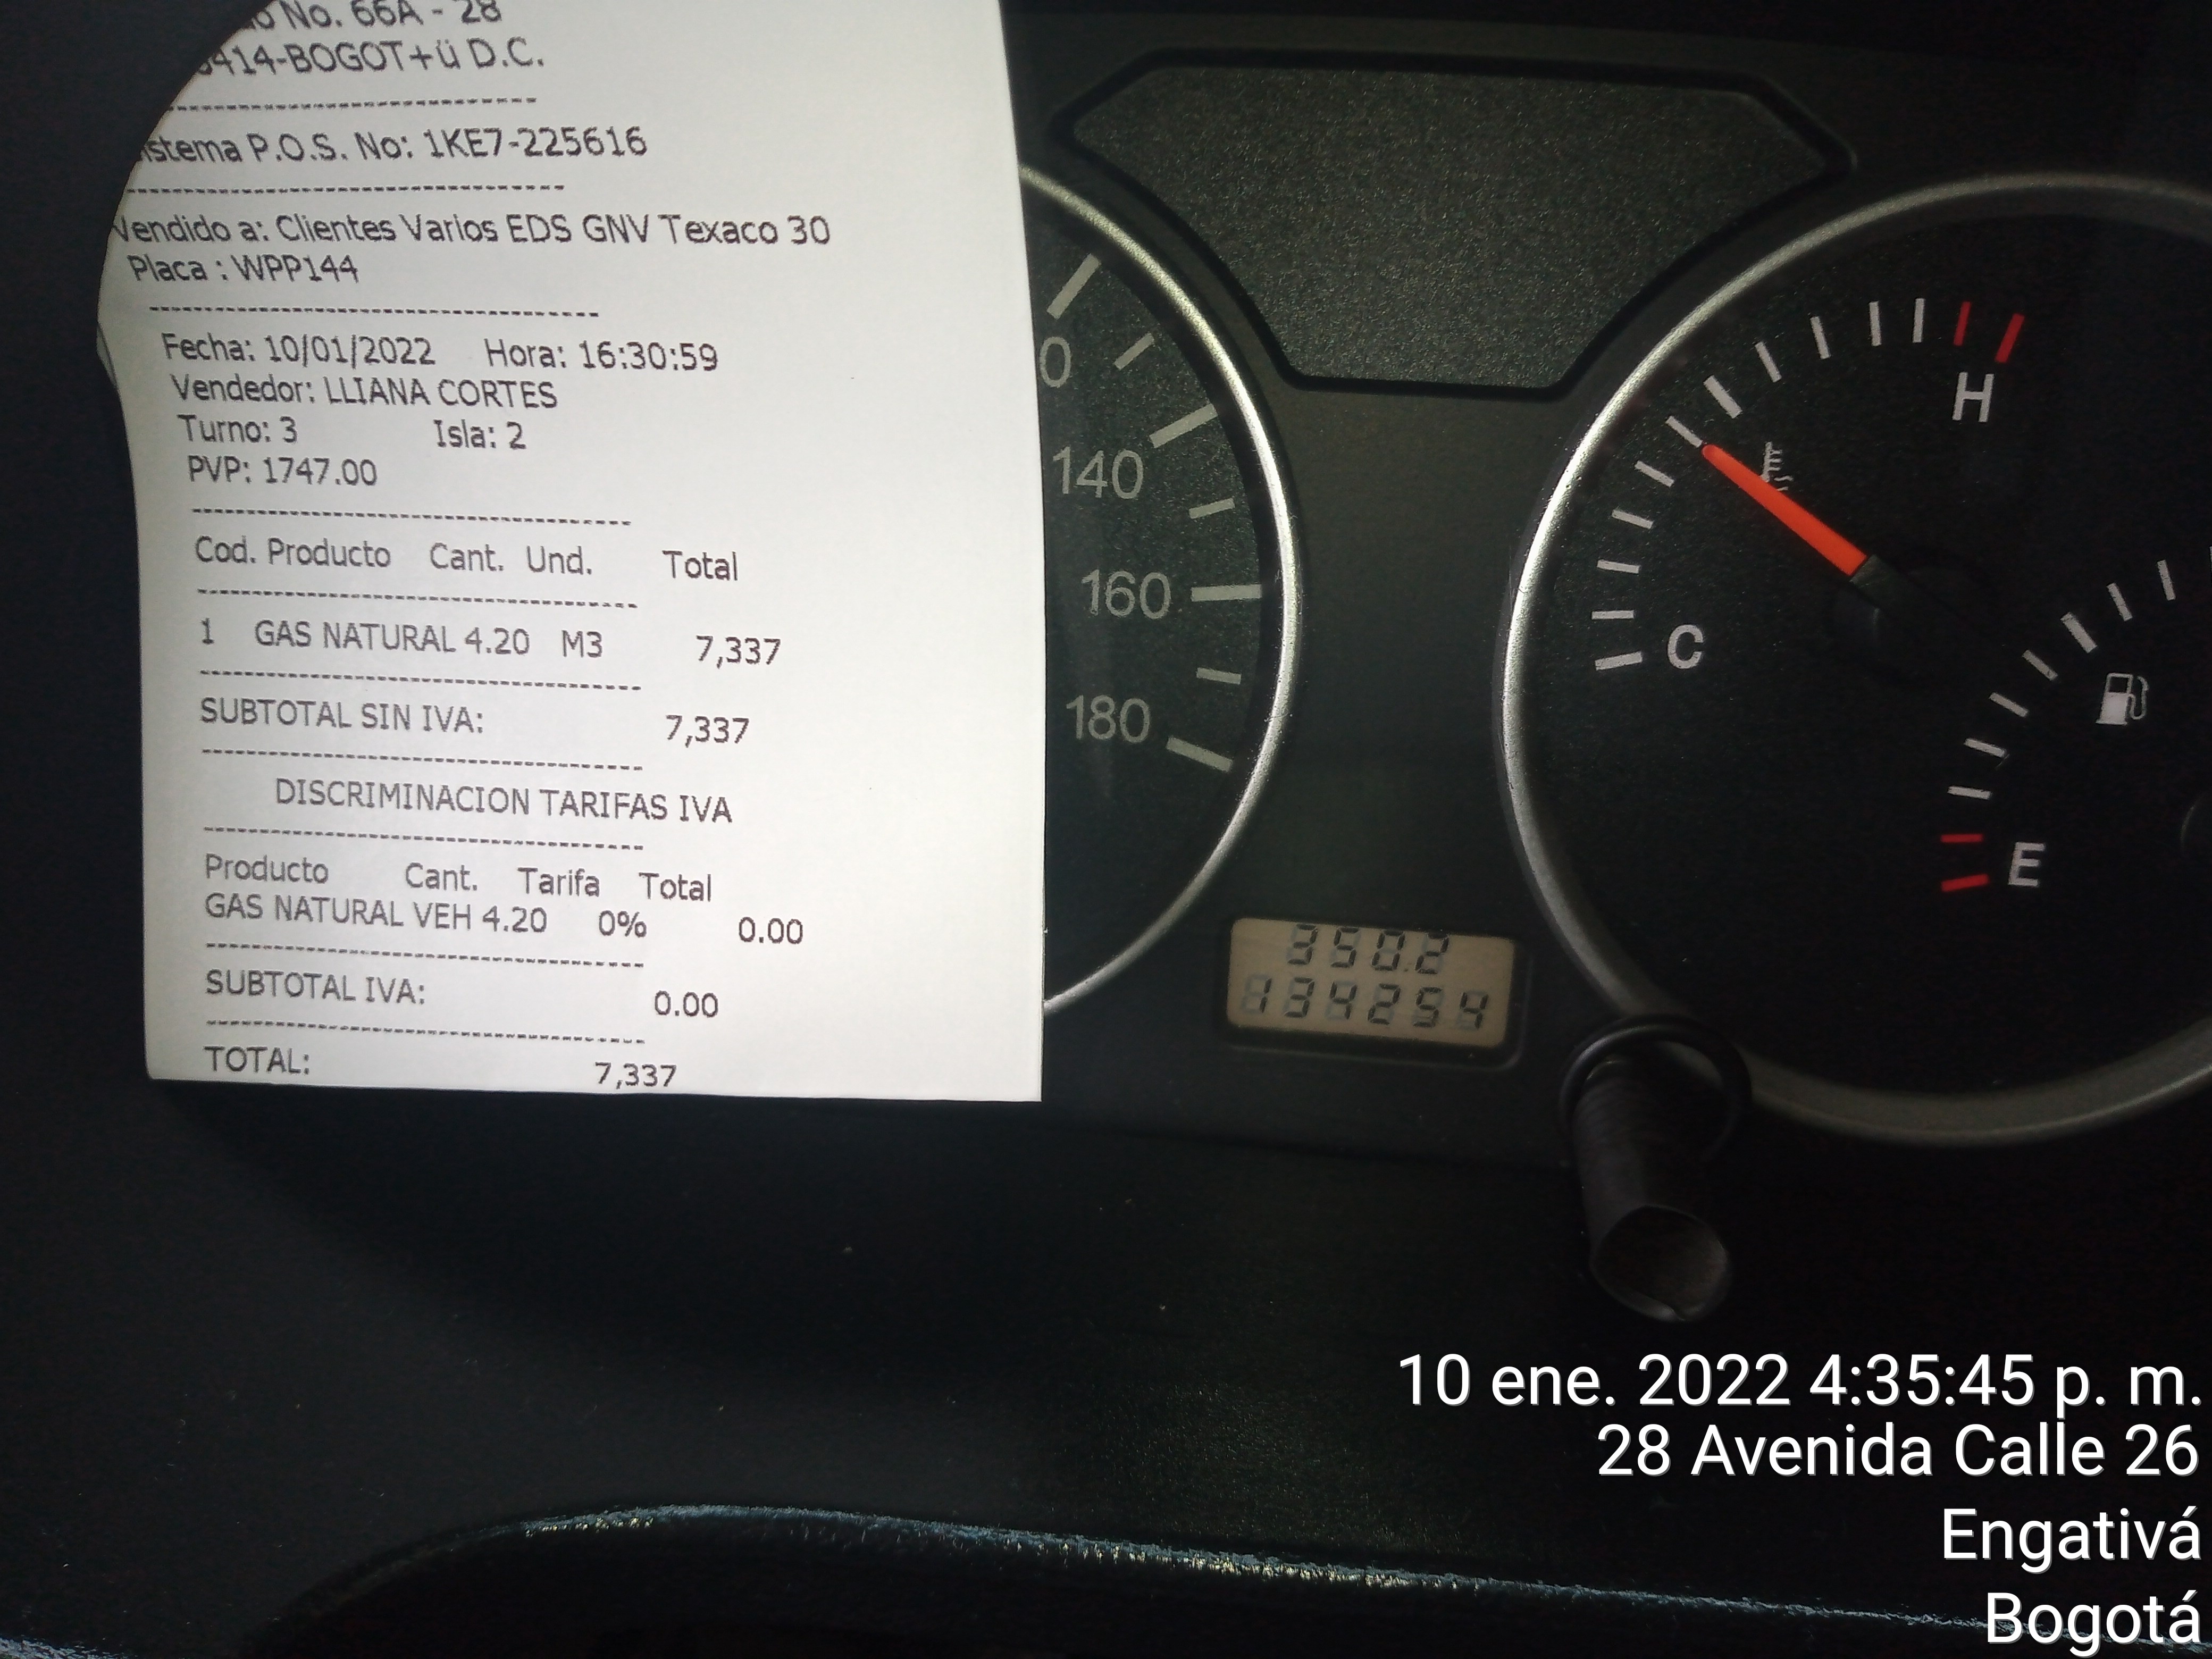 No. 66A - 28
414-BOGOT+ü D.C.
P.O.S. No: 1KE7-225616
Vendido a: Clientes Varios EDS GNV Texaco 30
Placa : WPP144
Fecha: 10/01/2022 Hora: 16:30:59
Vendedor: LLIANA CORTES
Turno: 3 Isla: 2
PVP: 1747.00
Cod. Producto Cant. Und. Total
1 GAS NATURAL 4.20 M3 7,337
SUBTOTAL SIN IVA: 7,337
DISCRIMINACION TARIFAS IVA
Producto Cant. Tarifa Total
GAS NATURAL VEH 4.20 0% 0.00
SUBTOTAL IVA: 0.00
TOTAL: 7,337
0
140
160
180
H
C
E
350.2
134254
10 ene. 2022 4:35:45 p. m.
28 Avenida Calle 26
Engativá
Bogotá